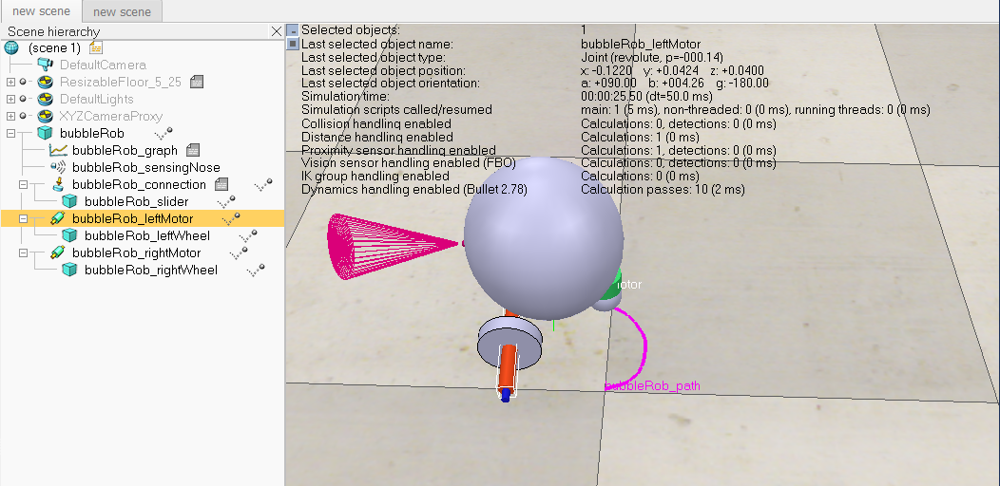 new scene
new scene
Scene hierarchy
(scene 1)
DefaultCamera
ResizableFloor_5_25
DefaultLights
XYZCameraProxy
bubbleRob
bubbleRob_graph
bubbleRob_sensingNose
bubbleRob_connection
bubbleRob_slider
bubbleRob_leftMotor
bubbleRob_leftWheel
bubbleRob_rightMotor
bubbleRob_rightWheel
Selected objects: 1
Last selected object name: bubbleRob_leftMotor
Last selected object type: Joint (revolute, p=-000.14)
Last selected object position: x: -0.1220 y: +0.0424 z: +0.0400
Last selected object orientation: a: +090.00 b: +004.26 g: -180.00
Simulation time: 00:00:25.50 (dt=50.0 ms)
Simulation scripts called/resumed main: 1 (5 ms), non-threaded: 0 (0 ms), running threads: 0 (0 ms)
Collision handling enabled Calculations: 0, detections: 0 (0 ms)
Distance handling enabled Calculations: 1 (0 ms)
Proximity sensor handling enabled Calculations: 1, detections: 0 (0 ms)
Vision sensor handling enabled (FBO) Calculations: 0, detections: 0 (0 ms)
IK group handling enabled Calculations: 0 (0 ms)
Dynamics handling enabled (Bullet 2.78) Calculation passes: 10 (2 ms)
otor
bubbleRob_path